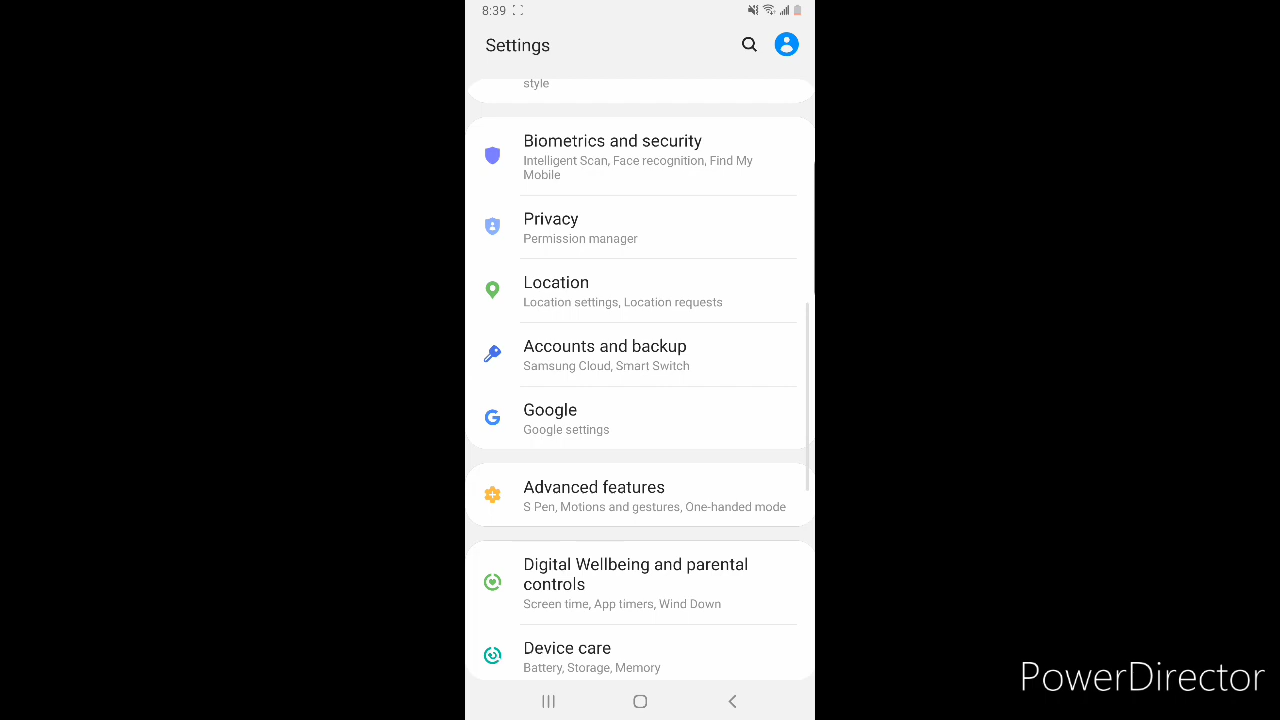 8:39
Settings
style
Biometrics and security
Intelligent Scan, Face recognition, Find My
Mobile
Privacy
Permission manager
Location
Location settings, Location requests
Accounts and backup
Samsung Cloud, Smart Switch
Google
Google settings
Advanced features
S Pen, Motions and gestures, One-handed mode
Digital Wellbeing and parental
controls
Screen time, App timers, Wind Down
Device care
Battery, Storage, Memory
PowerDirector